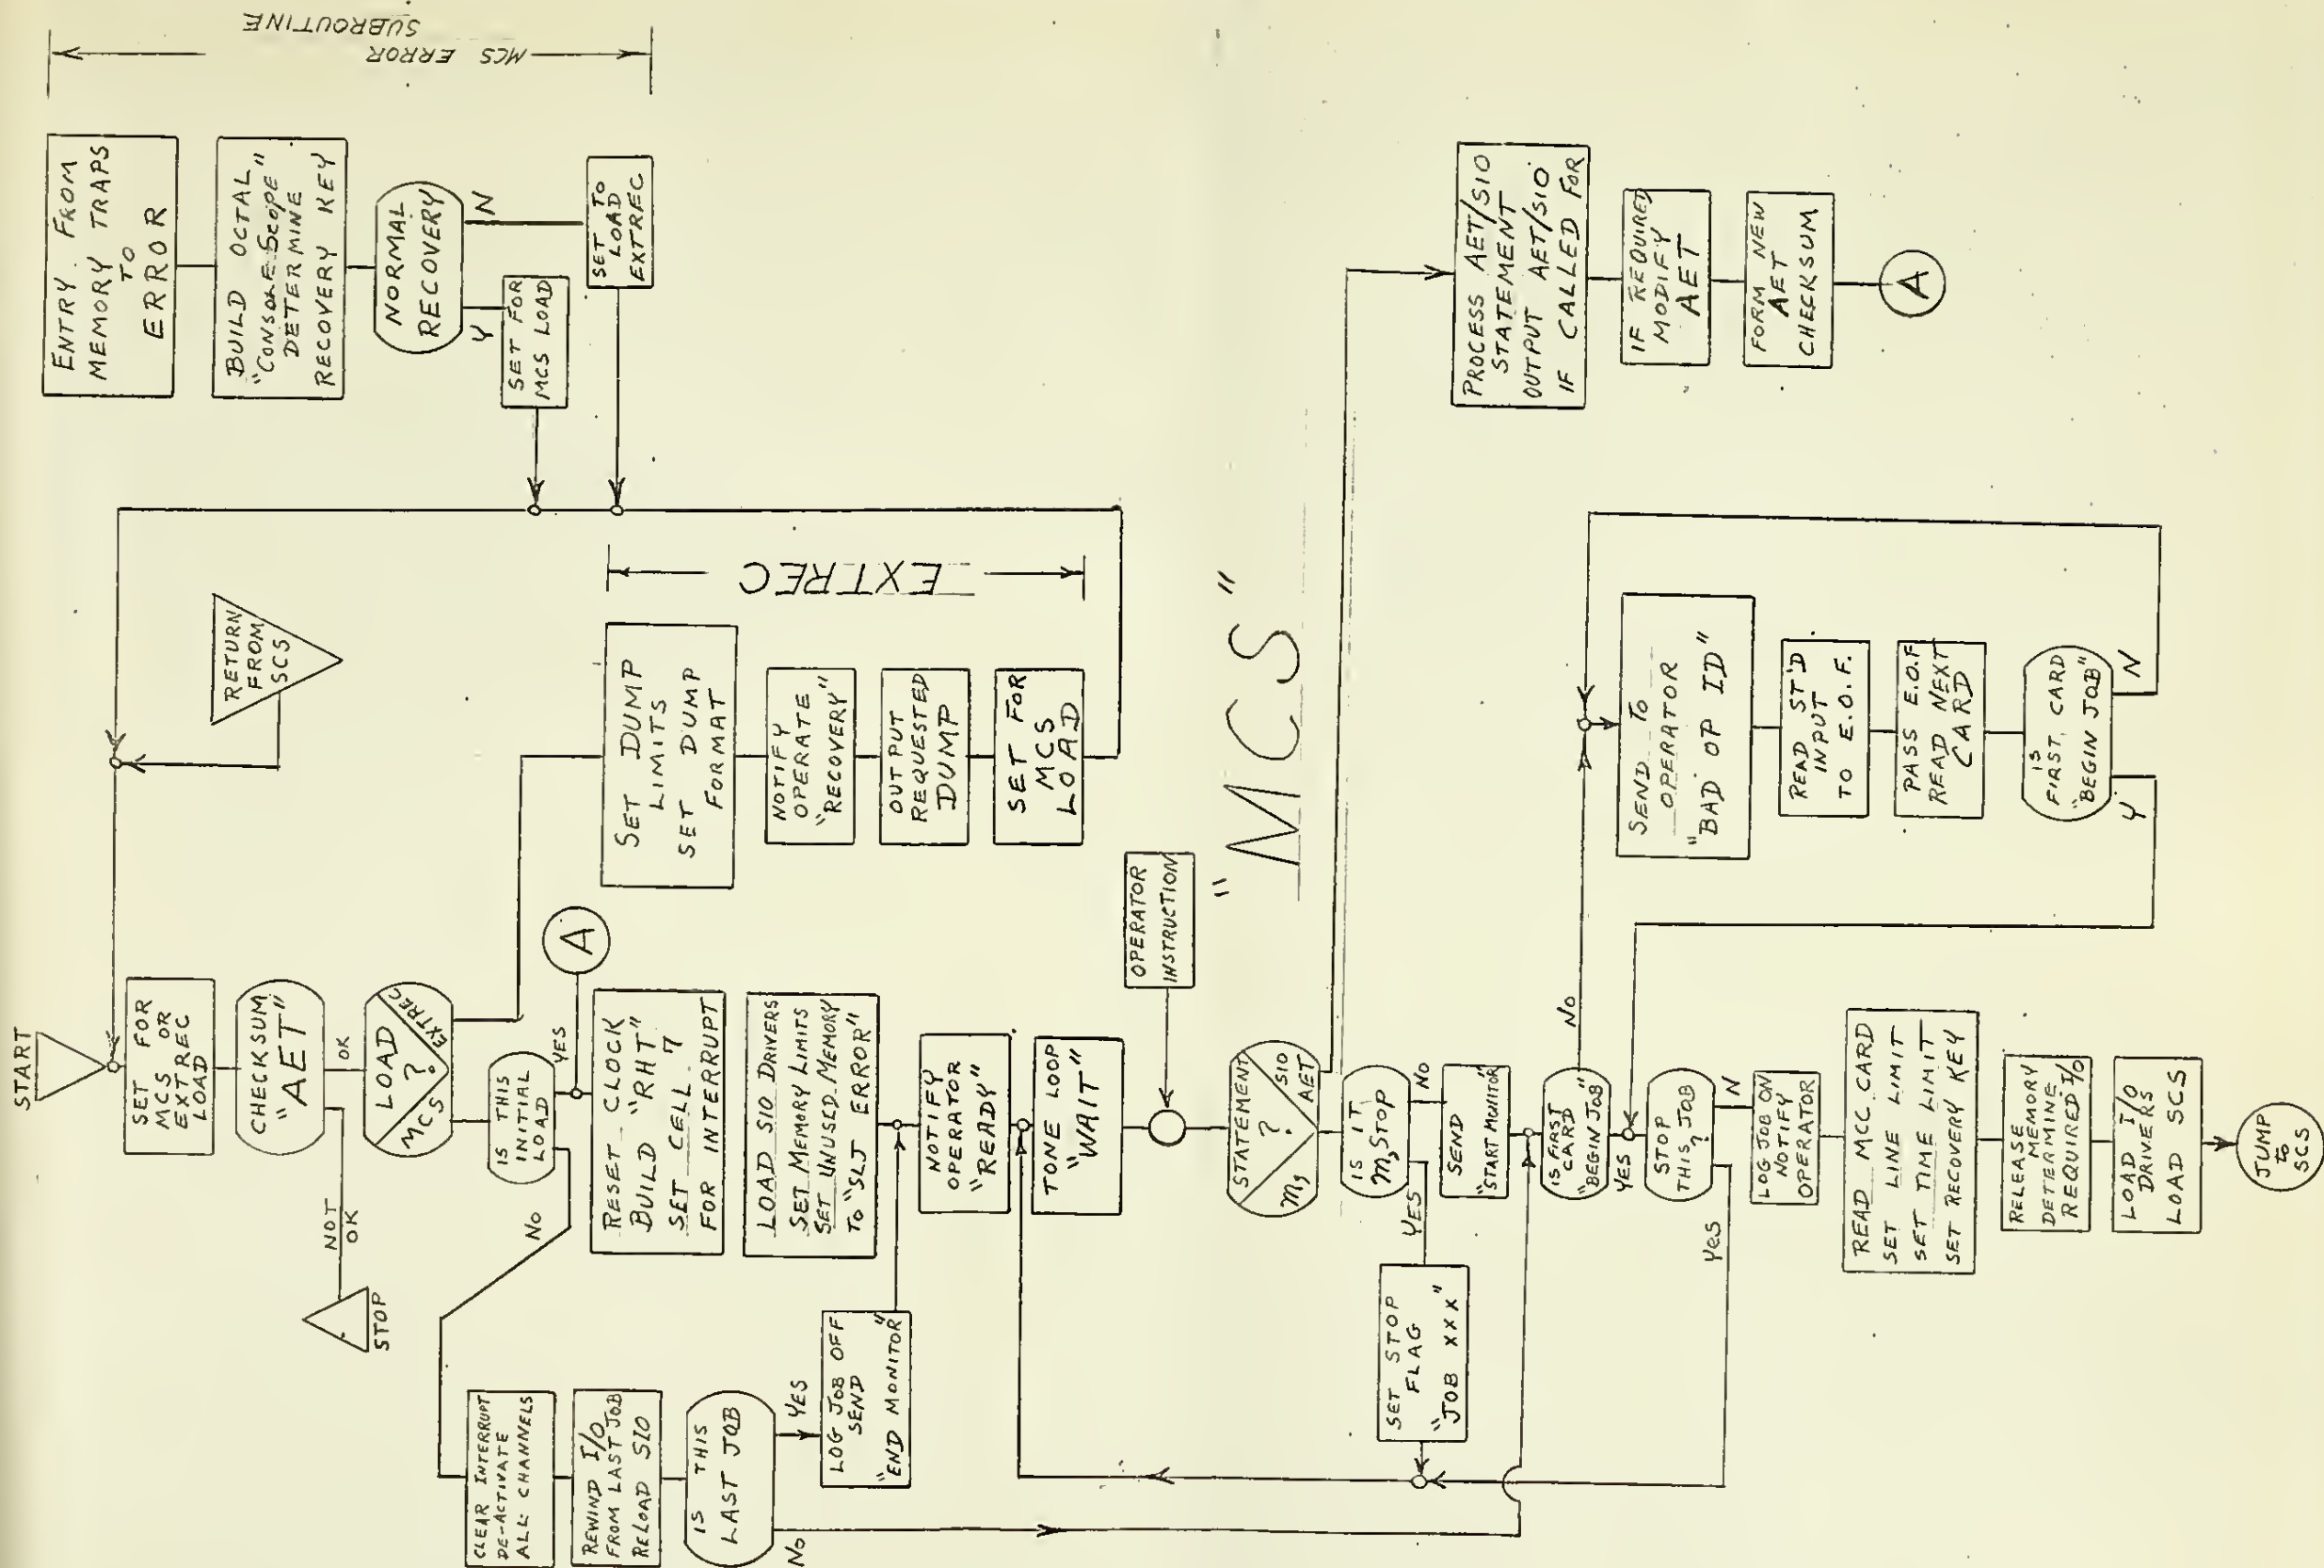 START
SET FOR
MCS OR
EXTREC
LOAD
CHECKSUM
"AET"
NOT
OK
OK
STOP
LOAD
?
MCS
EXTREC
IS THIS
INITIAL
LOAD
NO
YES
A
RESET CLOCK
BUILD "RHT"
SET CELL 7
FOR INTERRUPT
LOAD SIO DRIVERS
SET MEMORY LIMITS
SET UNUSED MEMORY
TO "SLJ ERROR"
NOTIFY
OPERATOR
"READY"
TONE LOOP
"WAIT"
OPERATOR
INSTRUCTION
STATEMENT
?
M,
SIO
AET
IS IT
M, STOP
YES
NO
SEND
"START MONITOR"
IS FIRST
CARD
"BEGIN JOB"
YES
NO
STOP
THIS JOB
?
YES
N
LOG JOB ON
NOTIFY
OPERATOR
READ MCC CARD
SET LINE LIMIT
SET TIME LIMIT
SET RECOVERY KEY
RELEASE
MEMORY
DETERMINE
REQUIRED I/O
LOAD I/O
DRIVERS
LOAD SCS
JUMP
to
SCS
CLEAR INTERRUPT
DE-ACTIVATE
ALL CHANNELS
REWIND I/O
FROM LAST JOB
RELOAD SIO
IS THIS
LAST JOB
NO
YES
LOG JOB OFF
SEND
"END MONITOR"
SET STOP
FLAG
"JOB XXX"
RETURN
FROM
SCS
SET DUMP
LIMITS
SET DUMP
FORMAT
NOTIFY
OPERATE
"RECOVERY"
OUTPUT
REQUESTED
DUMP
SET FOR
MCS
LOAD
EXTREC
"MCS"
SEND TO
OPERATOR
"BAD OP ID"
READ ST'D
INPUT
TO E.O.F.
PASS E.O.F
READ NEXT
CARD
IS
FIRST CARD
"BEGIN JOB"
Y
N
ENTRY FROM
MEMORY TRAPS
TO
ERROR
BUILD OCTAL
"CONSOLE SCOPE"
DETERMINE
RECOVERY KEY
NORMAL
RECOVERY
Y
N
SET FOR
MCS LOAD
SET TO
LOAD
EXTREC
MCS ERROR
SUBROUTINE
PROCESS AET/SIO
STATEMENT
OUTPUT AET/SIO
IF CALLED FOR
IF REQUIRED
MODIFY
AET
FORM NEW
AET
CHECKSUM
A